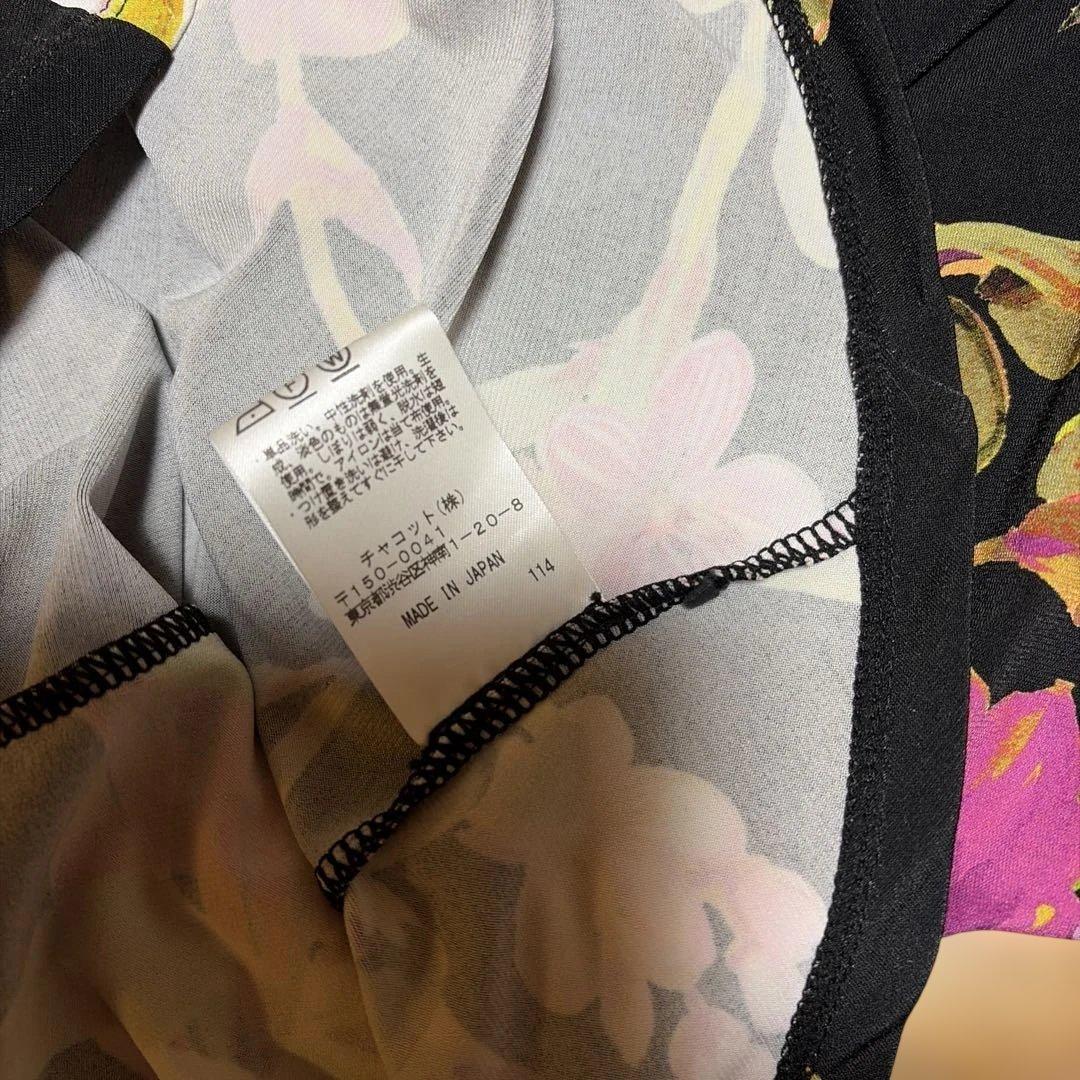 P W
・単品洗い。中性洗剤を使用。生
成、淡色のものは無蛍光洗剤を
使用。しぼりは弱く、脱水は短
時間で。アイロンは当て布使用。
・つけ置き洗いは避け、洗濯後は
形を整えてすぐに干して下さい。
チャコット(株)
〒150-0041
東京都渋谷区神南1-20-8
MADE IN JAPAN
114